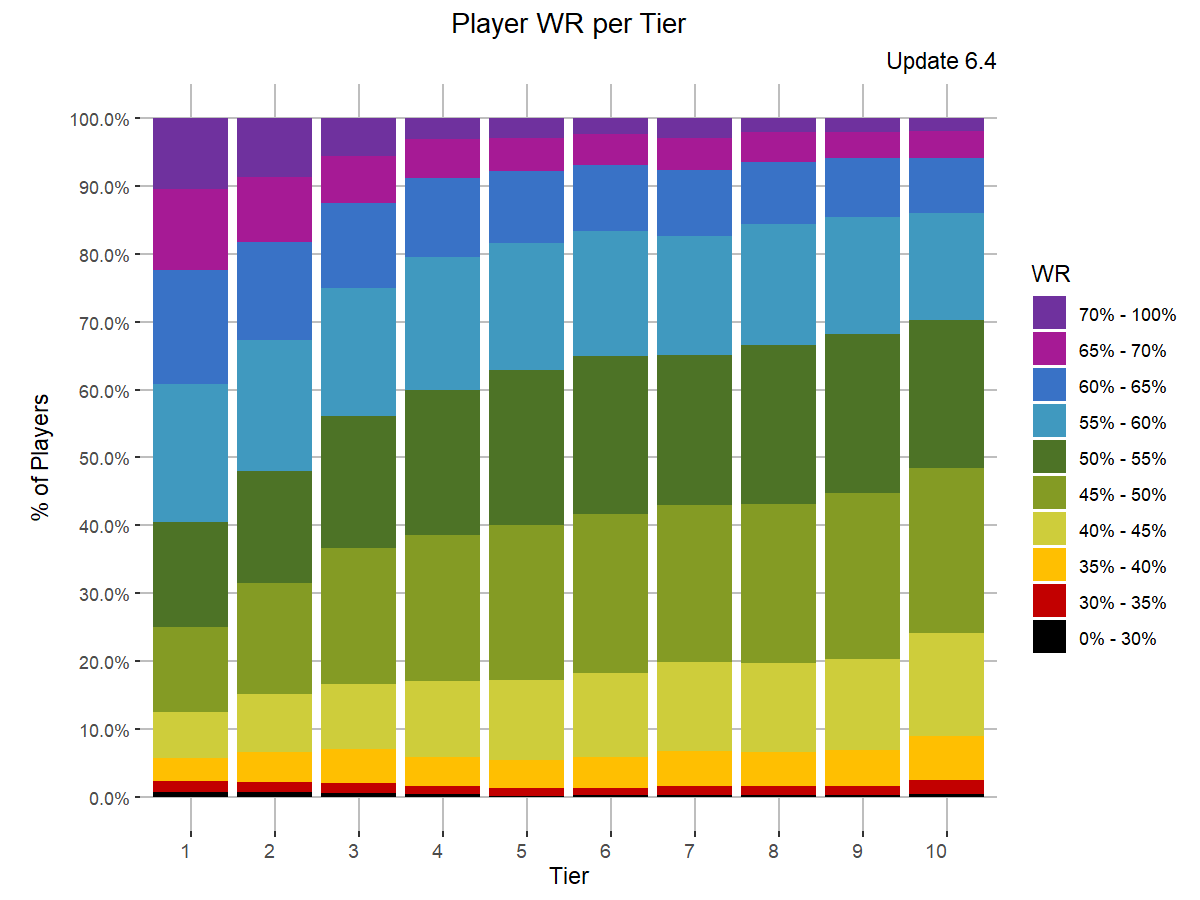 Player WR per Tier
Update 6.4
% of Players
100.0%
90.0%
80.0%
70.0%
60.0%
50.0%
40.0%
30.0%
20.0%
10.0%
0.0%
1 2 3 4 5 6 7 8 9 10
Tier
WR
70% - 100%
65% - 70%
60% - 65%
55% - 60%
50% - 55%
45% - 50%
40% - 45%
35% - 40%
30% - 35%
0% - 30%